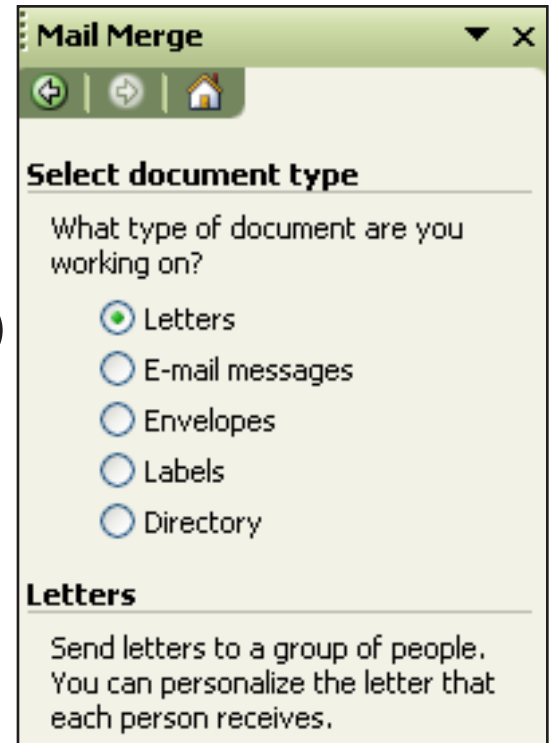 Mail Merge
Select document type
What type of document are you
working on?
Letters
E-mail messages
Envelopes
Labels
Directory
Letters
Send letters to a group of people.
You can personalize the letter that
each person receives.